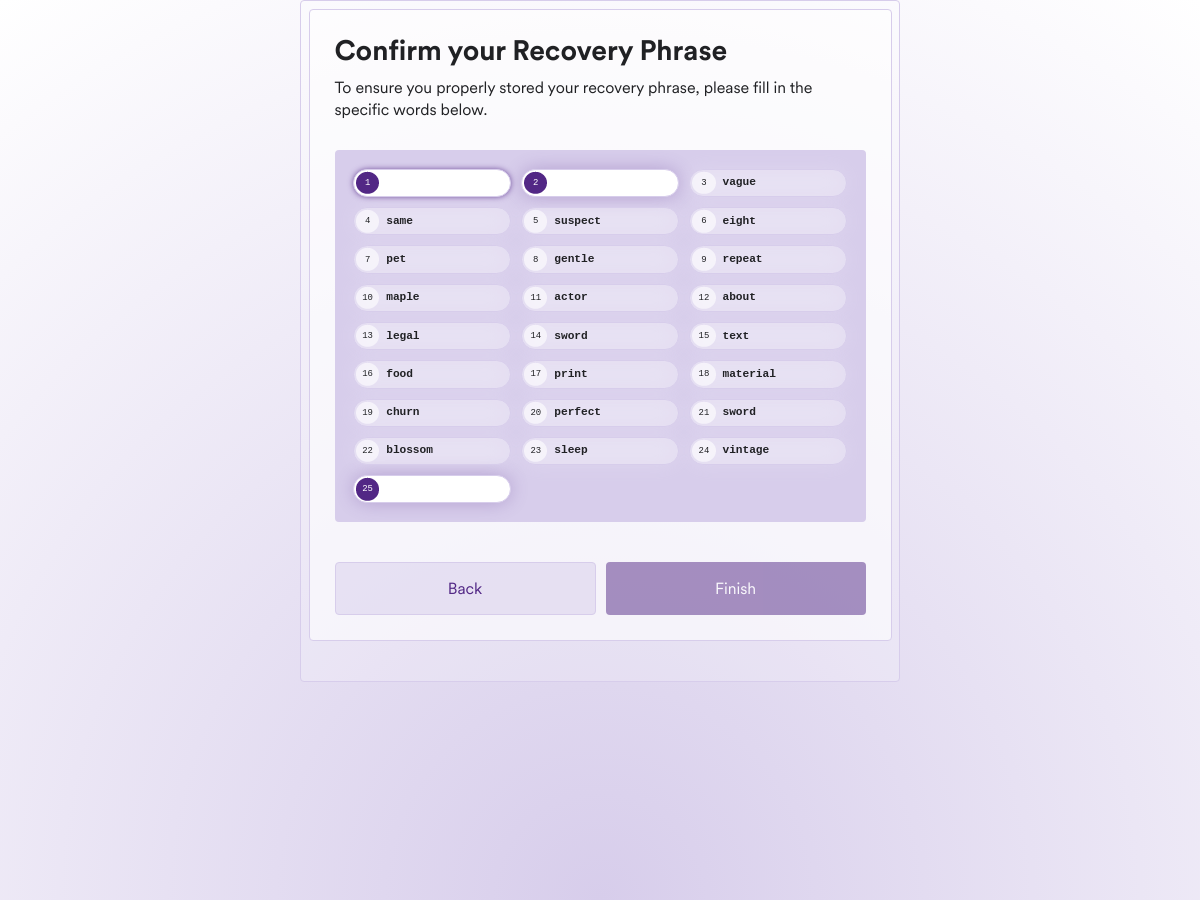 Confirm your Recovery Phrase
To ensure you properly stored your recovery phrase, please fill in the
specific words below.
1 2 3 vague
4 same 5 suspect 6 eight
7 pet 8 gentle 9 repeat
10 maple 11 actor 12 about
13 legal 14 sword 15 text
16 food 17 print 18 material
19 churn 20 perfect 21 sword
22 blossom 23 sleep 24 vintage
25
Back Finish